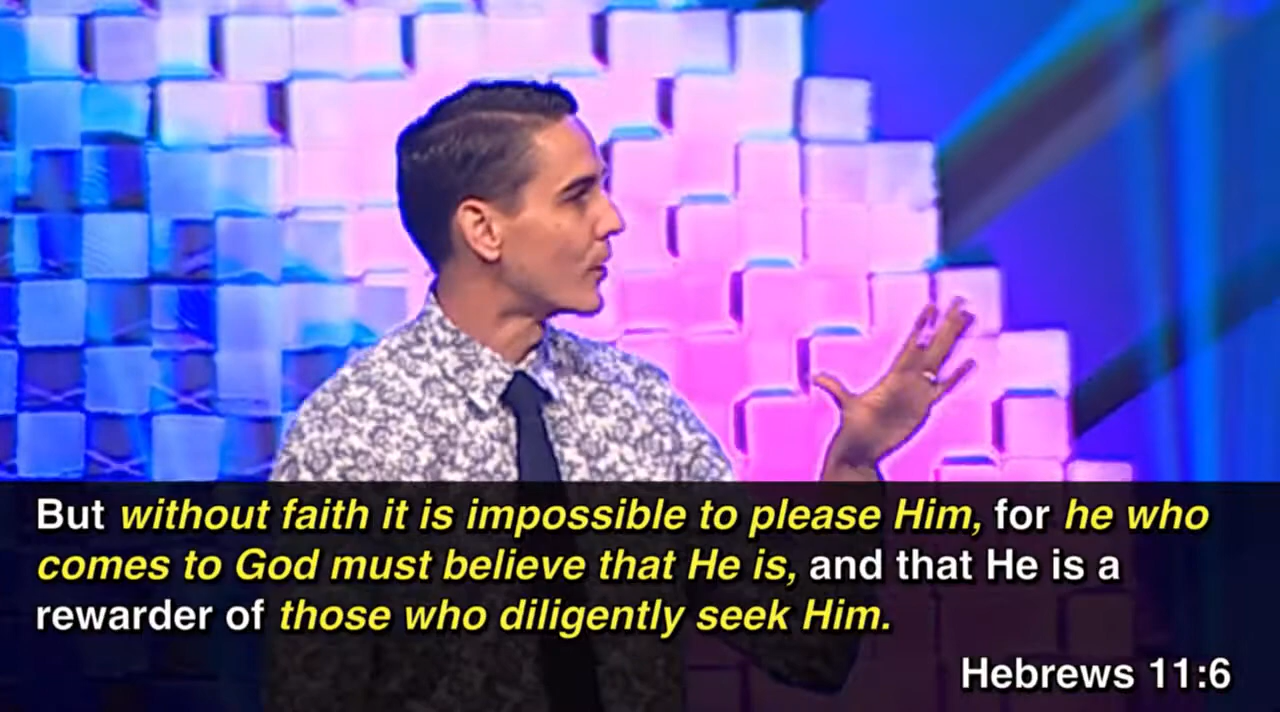 But without faith it is impossible to please Him, for he who
comes to God must believe that He is, and that He is a
rewarder of those who diligently seek Him.
Hebrews 11:6